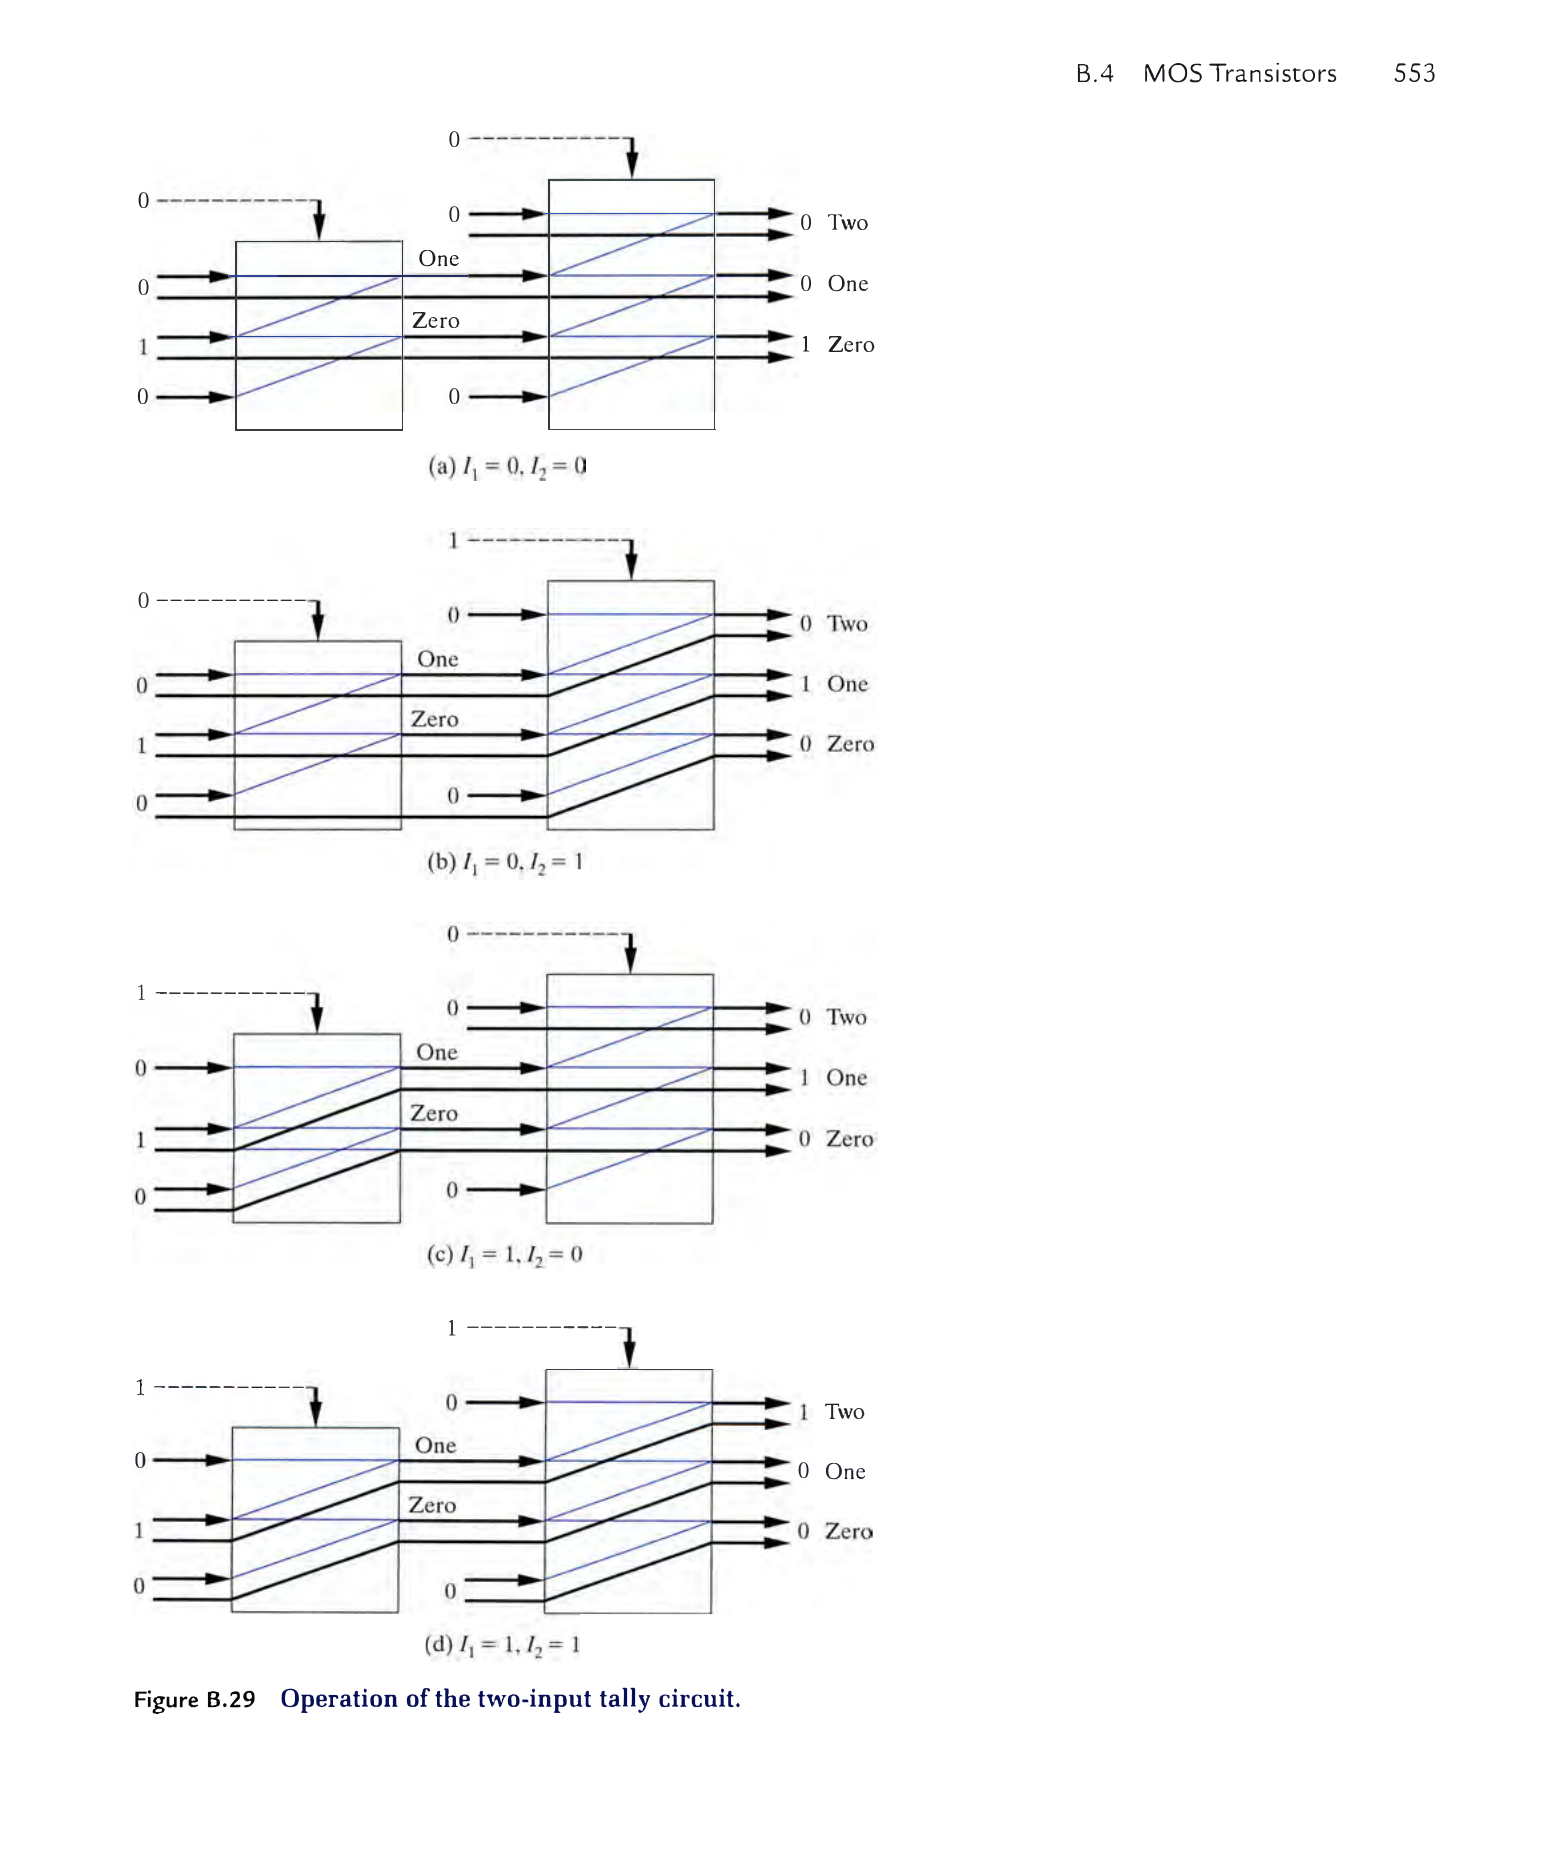 B.4 MOS Transistors 553
0
0
0
0 Two
One
0
0 One
Zero
1
1 Zero
0
0
(a) I₁ = 0, I₂ = 0
1
0
0
0 Two
One
0
1 One
Zero
1
0 Zero
0
0
(b) I₁ = 0, I₂ = 1
0
1
0
0 Two
One
0
1 One
Zero
1
0 Zero
0
0
(c) I₁ = 1, I₂ = 0
1
1
0
1 Two
One
0
0 One
Zero
1
0 Zero
0
0
(d) I₁ = 1, I₂ = 1
Figure B.29 Operation of the two-input tally circuit.